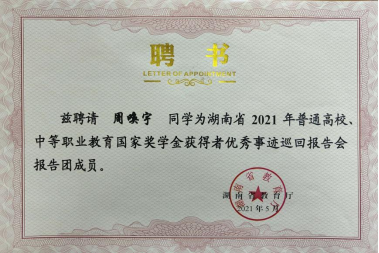 聘书
LETTER OF APPOINTMENT
兹聘请 周嗓宇 同学为湖南省 2021 年普通高校、
中等职业教育国家奖学金获得者优秀事迹巡回报告会
报告团成员。
湖南省教育厅
2021年5月